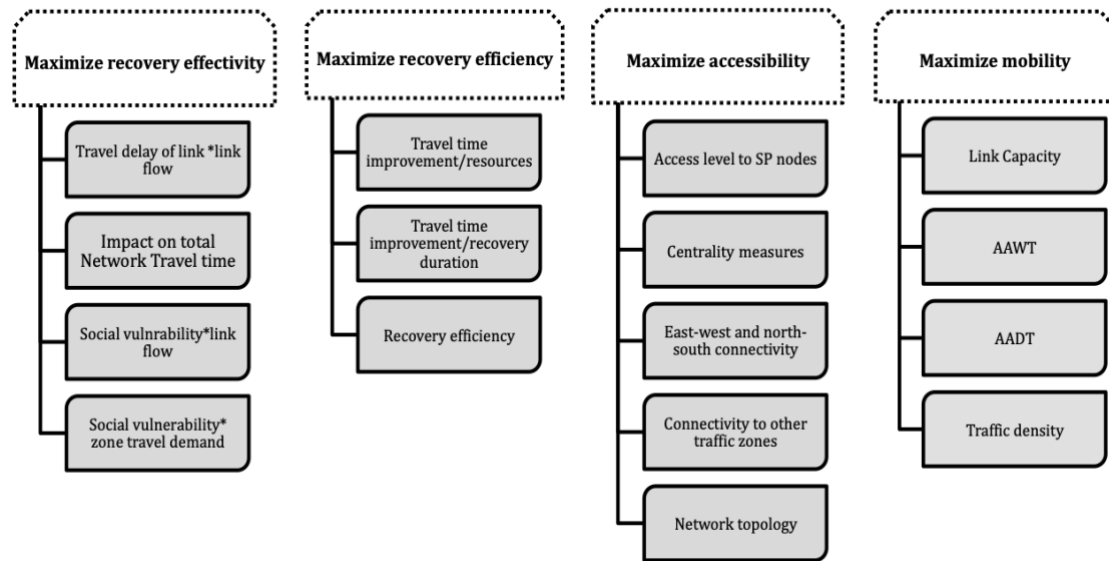 Maximize recovery effectivity
Travel delay of link *link
flow
Impact on total
Network Travel time
Social vulnrability*link
flow
Social vulnerability*
zone travel demand
Maximize recovery efficiency
Travel time
improvement/resources
Travel time
improvement/recovery
duration
Recovery efficiency
Maximize accessibility
Access level to SP nodes
Centrality measures
East-west and north-
south connectivity
Connectivity to other
traffic zones
Network topology
Maximize mobility
Link Capacity
AAWT
AADT
Traffic density